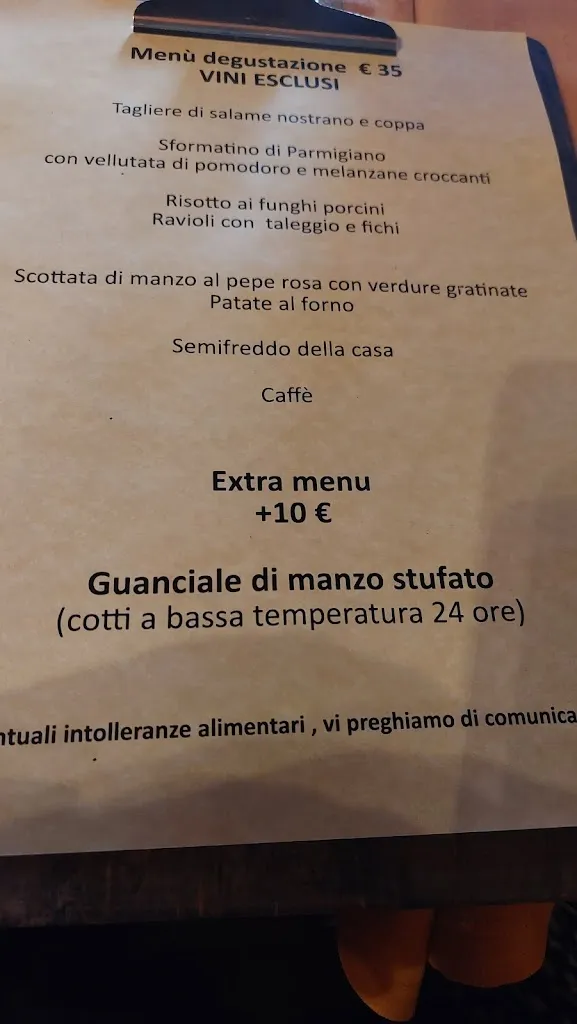 Menù degustazione € 35
VINI ESCLUSI
Tagliere di salame nostrano e coppa
Sformatino di Parmigiano
con vellutata di pomodoro e melanzane croccanti
Risotto ai funghi porcini
Ravioli con taleggio e fichi
Scottata di manzo al pepe rosa con verdure gratinate
Patate al forno
Semifreddo della casa
Caffè
Extra menu
+10 €
Guanciale di manzo stufato
(cotti a bassa temperatura 24 ore)
ntuali intolleranze alimentari , vi preghiamo di comunica